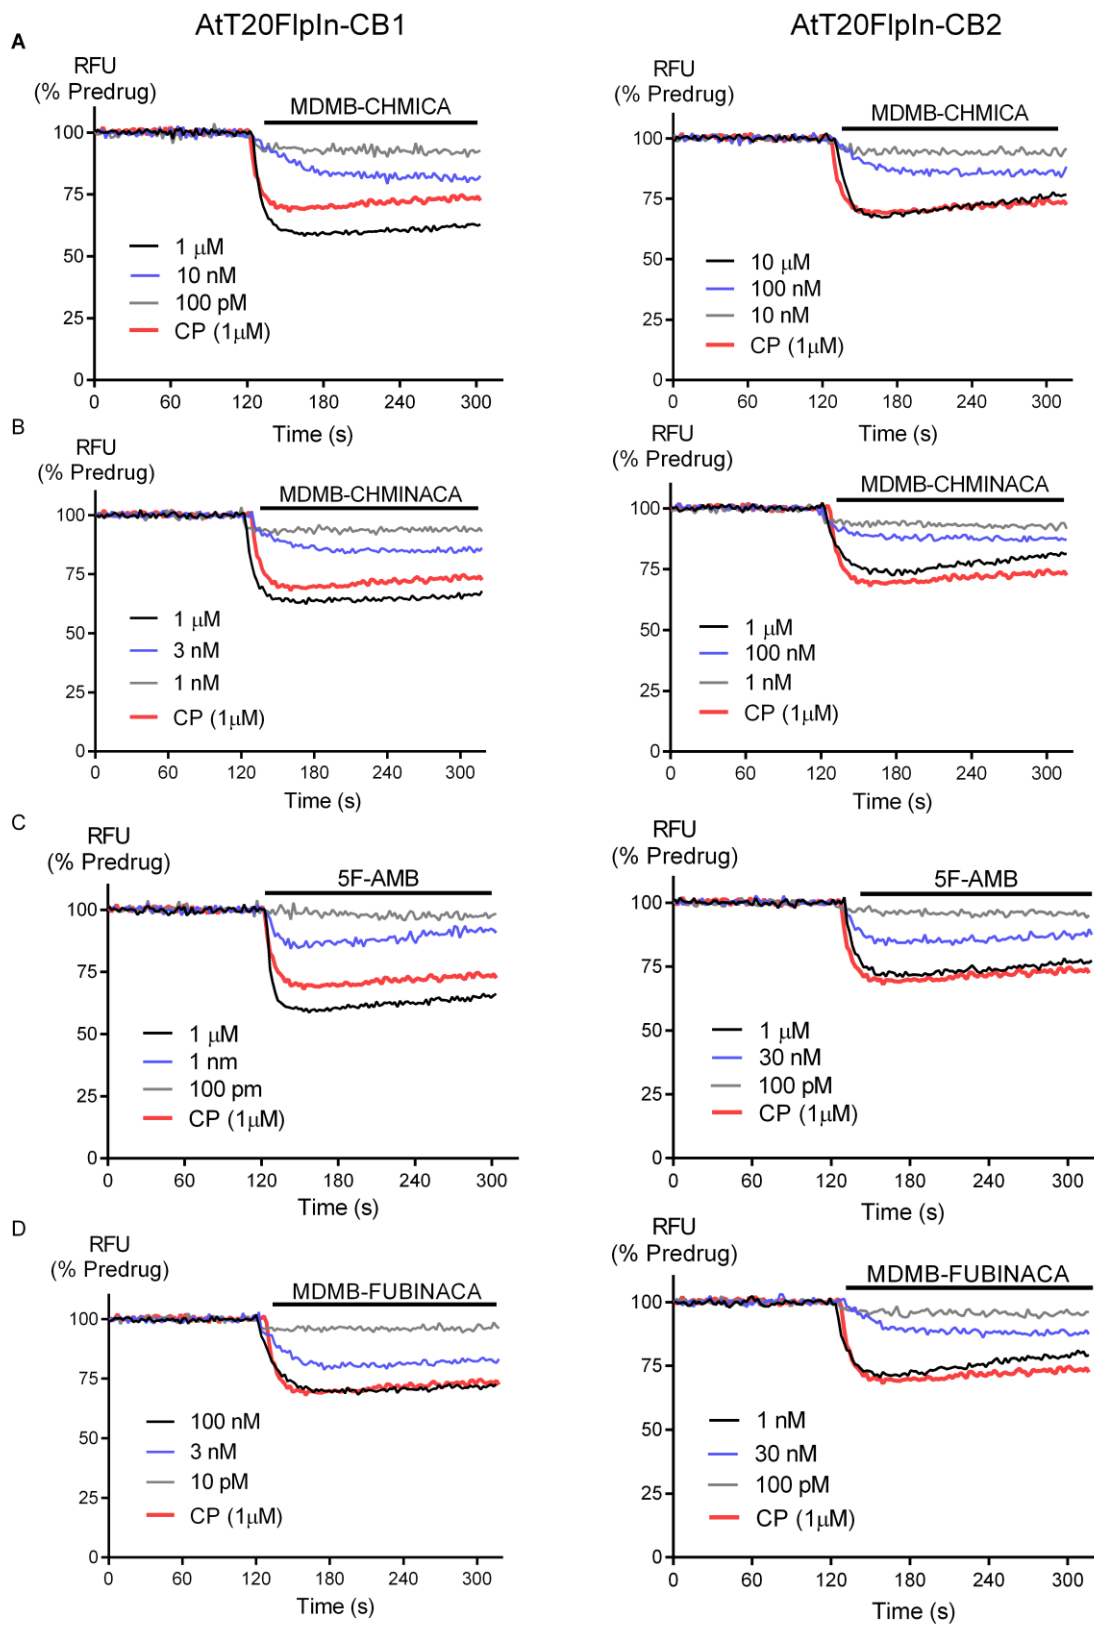 AtT20FlpIn-CB1
AtT20FlpIn-CB2
A
RFU
(% Predrug)
MDMB-CHMICA
100
75
50
25
0
1 μM
10 nM
100 pM
CP (1μM)
0 60 120 180 240 300
Time (s)
RFU
(% Predrug)
MDMB-CHMICA
100
75
50
25
0
10 μM
100 nM
10 nM
CP (1μM)
0 60 120 180 240 300
Time (s)
B
RFU
(% Predrug)
MDMB-CHMINACA
100
75
50
25
0
1 μM
3 nM
1 nM
CP (1μM)
0 60 120 180 240 300
Time (s)
RFU
(% Predrug)
MDMB-CHMINACA
100
75
50
25
0
1 μM
100 nM
1 nM
CP (1μM)
0 60 120 180 240 300
Time (s)
C
RFU
(% Predrug)
5F-AMB
100
75
50
25
0
1 μM
1 nm
100 pm
CP (1μM)
0 60 120 180 240 300
Time (s)
RFU
(% Predrug)
5F-AMB
100
75
50
25
0
1 μM
30 nM
100 pM
CP (1μM)
0 60 120 180 240 300
Time (s)
D
RFU
(% Predrug)
MDMB-FUBINACA
100
75
50
25
0
100 nM
3 nM
10 pM
CP (1μM)
0 60 120 180 240 300
Time (s)
RFU
(% Predrug)
MDMB-FUBINACA
100
75
50
25
0
1 nM
30 nM
100 pM
CP (1μM)
0 60 120 180 240 300
Time (s)